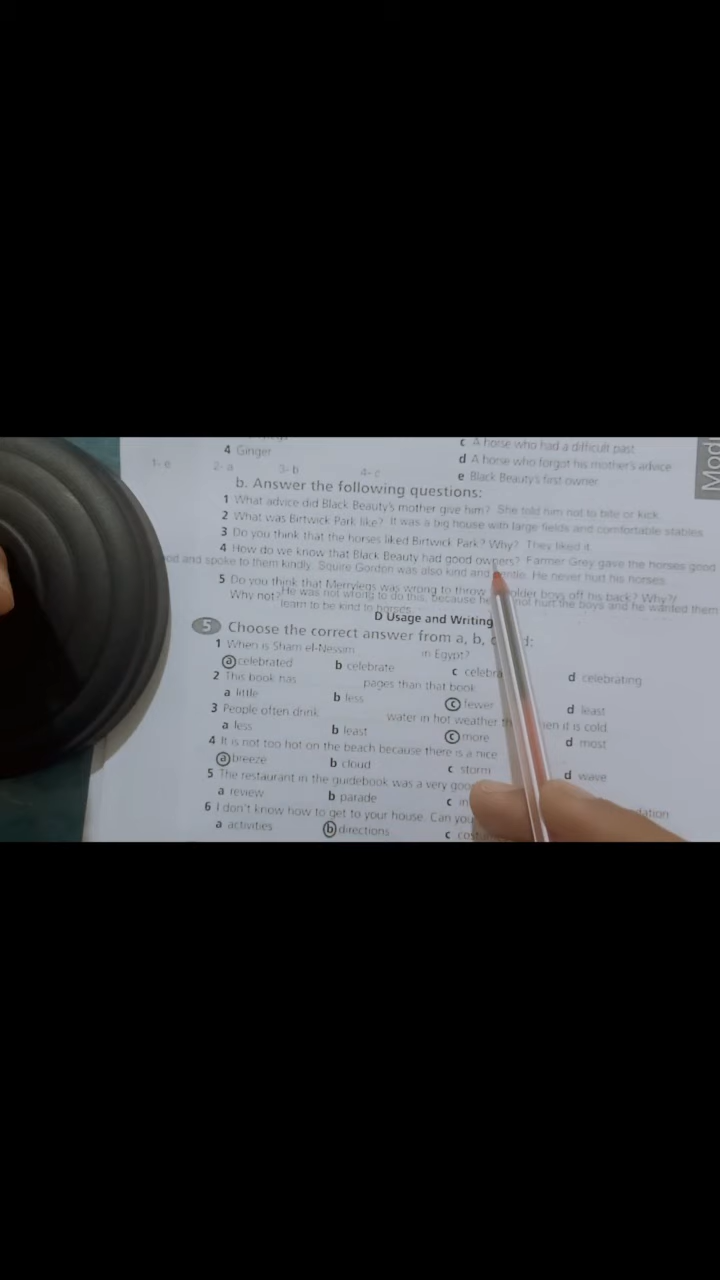 4 Ginger
c A horse who had a difficult past
d A horse who forgot his mother's advice
e Black Beauty's first owner
Mod
1- e 2- a 3- b 4- c
b. Answer the following questions:
1 What advice did Black Beauty's mother give him? She told him not to bite or kick.
2 What was Birtwick Park like? It was a big house with large fields and comfortable stables
3 Do you think that the horses liked Birtwick Park? Why? They liked it.
4 How do we know that Black Beauty had good owners? Farmer Grey gave the horses good
and spoke to them kindly. Squire Gordon was also kind and gentle. He never hurt his horses.
5 Do you think that Merrylegs was wrong to throw older boys off his back? Why?/
Why not? He was not wrong to do this, because he not hurt the boys and he wanted them
learn to be kind to horses.
D Usage and Writing
5 Choose the correct answer from a, b, c d:
1 When is Sham el-Nessim in Egypt?
a celebrated b celebrate c celebra d celebrating
2 This book has pages than that book.
a little b less c fewer d least
3 People often drink water in hot weather th hen it is cold.
a less b least c more d most
4 It is not too hot on the beach because there is a nice
a breeze b cloud c storm d wave
5 The restaurant in the guidebook was a very goo
a review b parade c in dation
6 I don't know how to get to your house. Can you
a activities b directions c cost